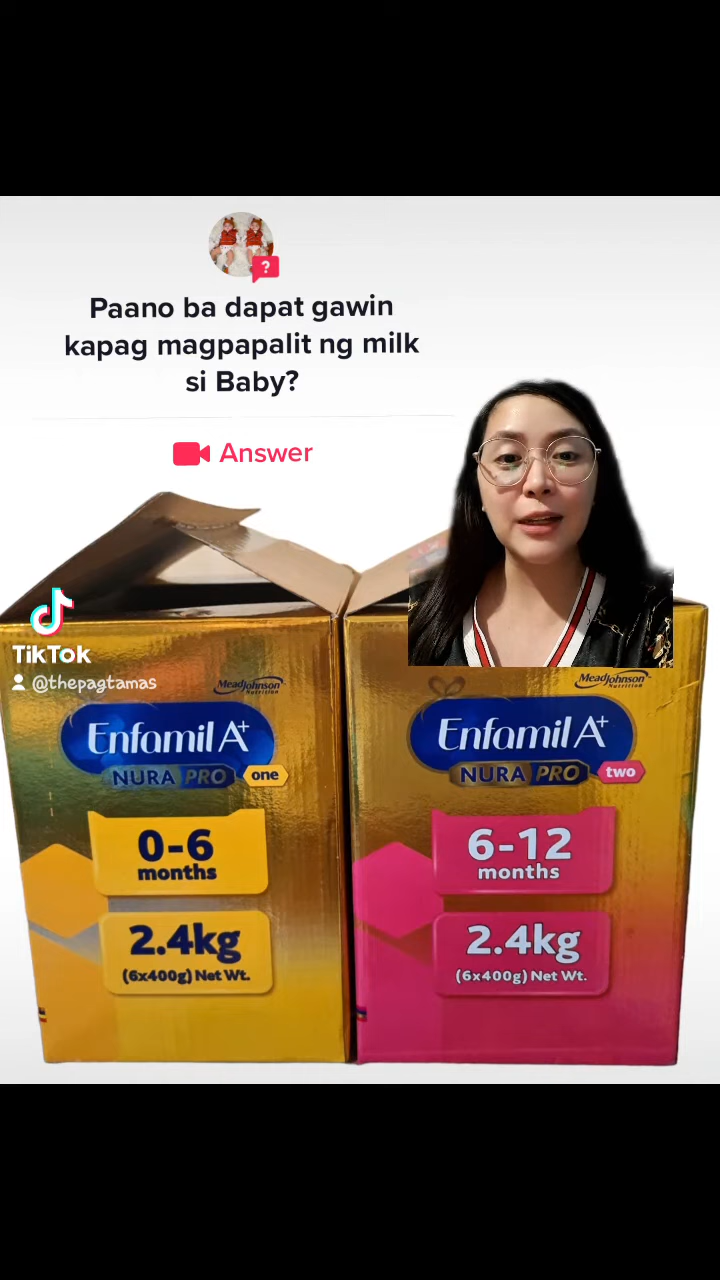 ?
Paano ba dapat gawin
kapag magpapalit ng milk
si Baby?
Answer
TikTok
@thepagtamas
MeadJohnson
Nutrition
Enfamil A+
NURA PRO one
0-6
months
2.4kg
(6x400g) Net Wt.
MeadJohnson
Nutrition
Enfamil A+
NURA PRO two
6-12
months
2.4kg
(6x400g) Net Wt.